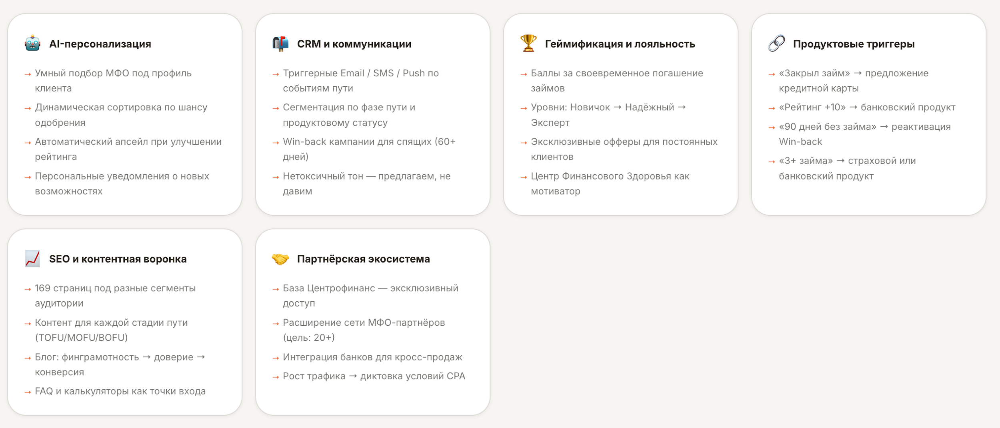 AI-персонализация
→ Умный подбор МФО под профиль
клиента
→ Динамическая сортировка по шансу
одобрения
→ Автоматический апсейл при улучшении
рейтинга
→ Персональные уведомления о новых
возможностях
CRM и коммуникации
→ Триггерные Email / SMS / Push по
событиям пути
→ Сегментация по фазе пути и
продуктовому статусу
→ Win-back кампании для спящих (60+
дней)
→ Нетоксичный тон — предлагаем, не
давим
Геймификация и лояльность
→ Баллы за своевременное погашение
займов
→ Уровни: Новичок → Надёжный →
Эксперт
→ Эксклюзивные офферы для постоянных
клиентов
→ Центр Финансового Здоровья как
мотиватор
Продуктовые триггеры
→ «Закрыл займ» → предложение
кредитной карты
→ «Рейтинг +10» → банковский продукт
→ «90 дней без займа» → реактивация
Win-back
→ «3+ займа» → страховой или
банковский продукт
SEO и контентная воронка
→ 169 страниц под разные сегменты
аудитории
→ Контент для каждой стадии пути
(TOFU/MOFU/BOFU)
→ Блог: финграмотность → доверие →
конверсия
→ FAQ и калькуляторы как точки входа
Партнёрская экосистема
→ База Центрофинанс — эксклюзивный
доступ
→ Расширение сети МФО-партнёров
(цель: 20+)
→ Интеграция банков для кросс-продаж
→ Рост трафика → диктовка условий CPA